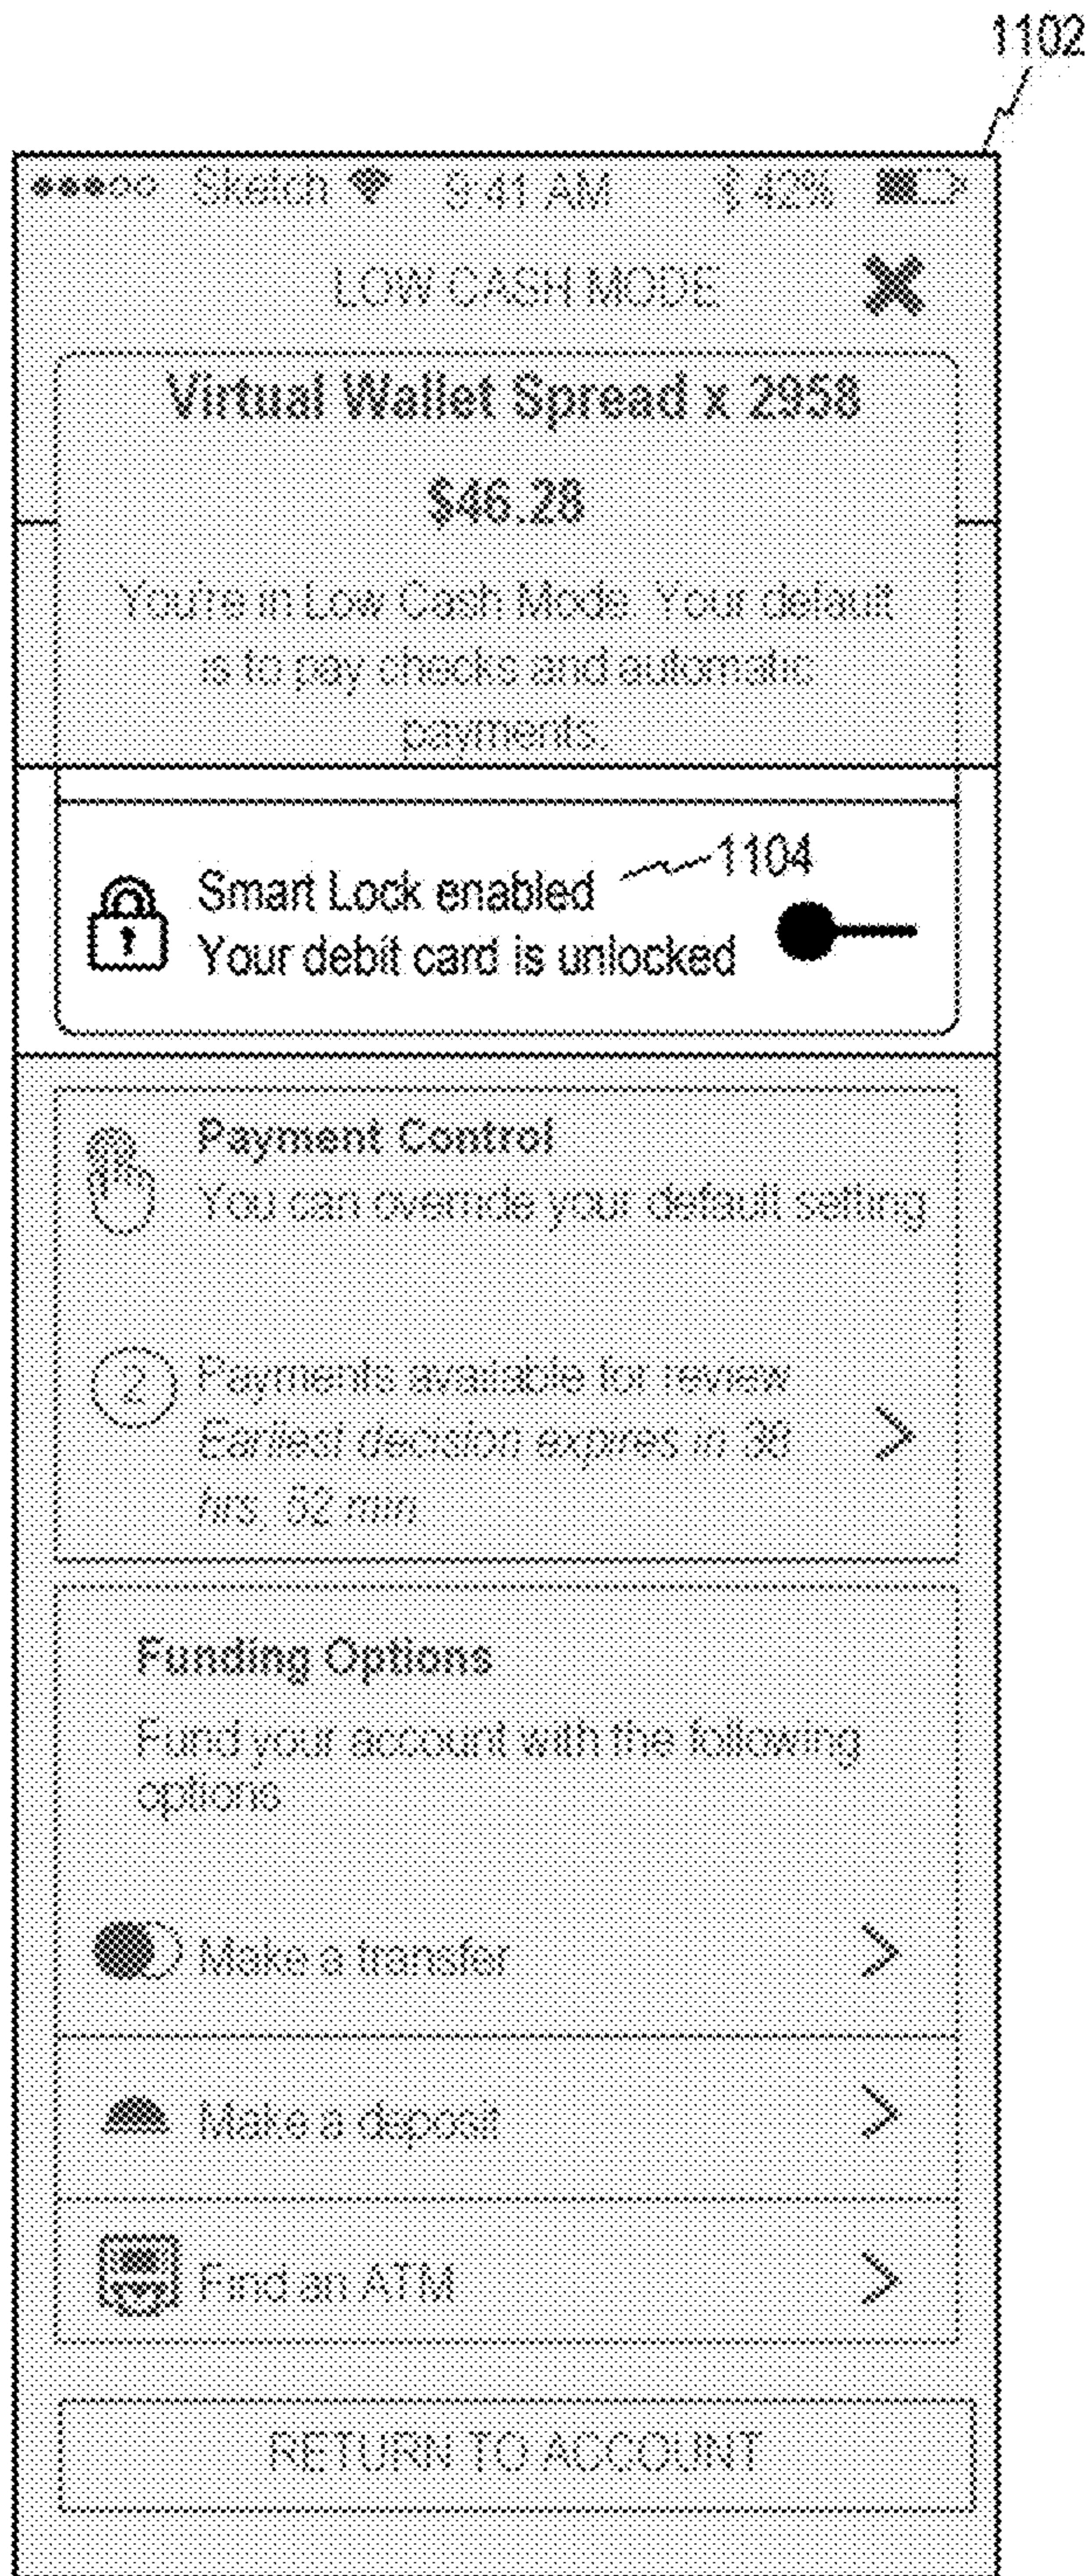 1102
Sketch 9:41 AM $ 42%
LOW CASH MODE
Virtual Wallet Spread x 2958
$46.28
You're in Low Cash Mode. Your default
is to pay checks and automatic
payments.
1104
Smart Lock enabled
Your debit card is unlocked
Payment Control
You can override your default setting
2 Payments available for review
Earliest decision expires in 38
hrs, 52 min
Funding Options
Fund your account with the following
options
Make a transfer
Make a deposit
Find an ATM
RETURN TO ACCOUNT